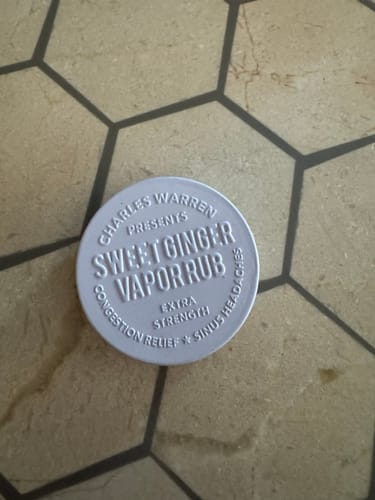 CHARLES WARREN
PRESENTS
SWEET GINGER
VAPOR RUB
EXTRA
STRENGTH
CONGESTION RELIEF ★ SINUS HEADACHES